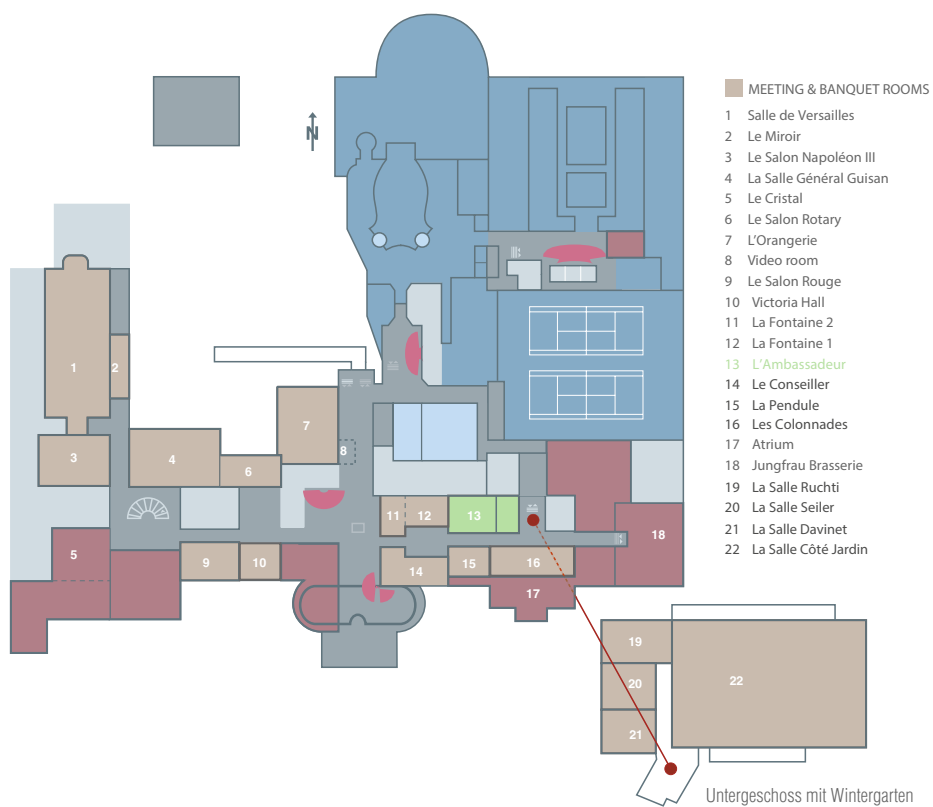 N
MEETING & BANQUET ROOMS
1 Salle de Versailles
2 Le Miroir
3 Le Salon Napoléon III
4 La Salle Général Guisan
5 Le Cristal
6 Le Salon Rotary
7 L'Orangerie
8 Video room
9 Le Salon Rouge
10 Victoria Hall
11 La Fontaine 2
12 La Fontaine 1
13 L'Ambassadeur
14 Le Conseiller
15 La Pendule
16 Les Colonnades
17 Atrium
18 Jungfrau Brasserie
19 La Salle Ruchti
20 La Salle Seiler
21 La Salle Davinet
22 La Salle Côté Jardin
1
2
3
4
5
6
7
8
9
10
11
12
13
14
15
16
17
18
19
20
21
22
Untergeschoss mit Wintergarten